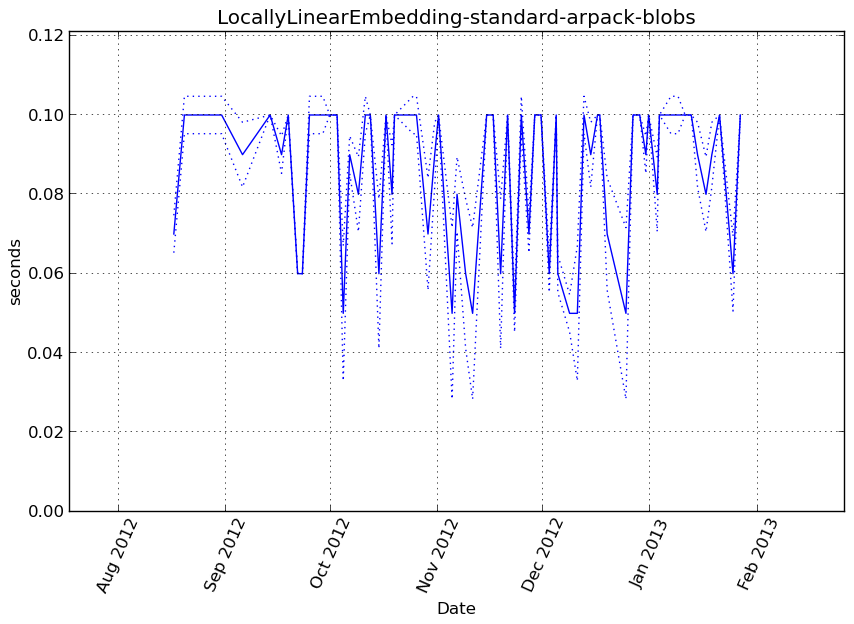 LocallyLinearEmbedding-standard-arpack-blobs
0.12
0.10
0.08
0.06
0.04
0.02
0.00
seconds
Aug 2012
Sep 2012
Oct 2012
Nov 2012
Dec 2012
Jan 2013
Feb 2013
Date